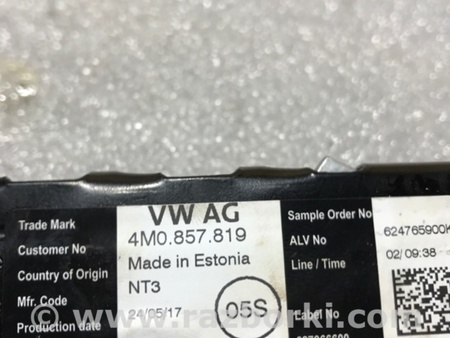 Trade Mark VW AG Sample Order No
Customer No 4M0.857.819 ALV No 624765900K
Country of Origin Made in Estonia Line / Time 02/ 09:38
Mfr. Code NT3
Production date 24/05/17 05S Label No
www.razborki.com